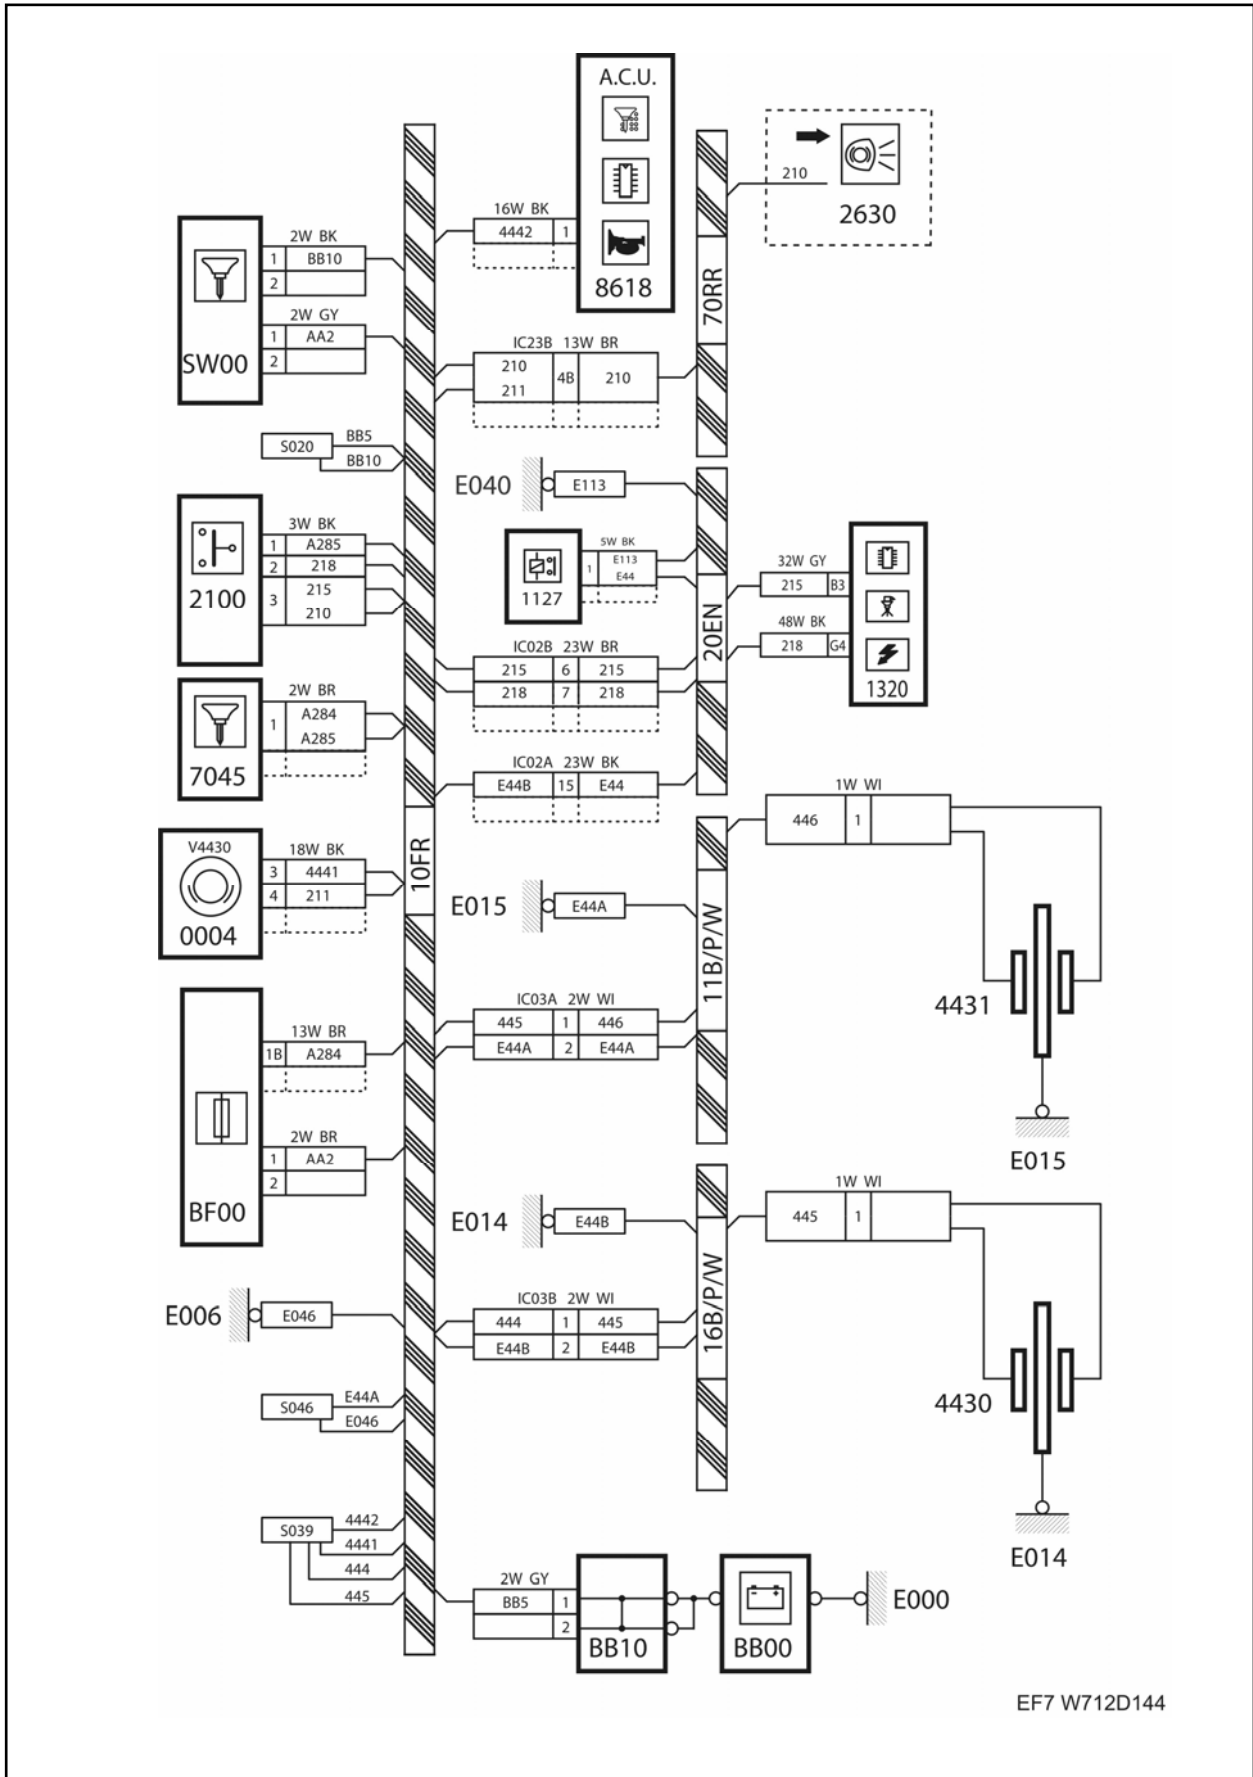 A.C.U.
8618
16W BK
4442 1
210
2630
70RR
2W BK
1 BB10
2
2W GY
1 AA2
2
SW00
IC23B 13W BR
210 4B 210
211
S020
BB5
BB10
E040
E113
3W BK
1 A285
2 218
3 215
210
2100
5W BK
1 E113
E44
1127
20EN
32W GY
215 B3
48W BK
218 G4
1320
IC02B 23W BR
215 6 215
218 7 218
2W BR
1 A284
A285
7045
IC02A 23W BK
E44B 15 E44
10FR
1W WI
446 1
V4430
18W BK
3 4441
4 211
0004
E015
E44A
11B/P/W
4431
E015
IC03A 2W WI
445 1 446
E44A 2 E44A
13W BR
1B A284
2W BR
1 AA2
2
BF00
E014
E44B
16B/P/W
1W WI
445 1
4430
E014
IC03B 2W WI
444 1 445
E44B 2 E44B
E006
E046
S046
E44A
E046
S039
4442
4441
444
445
2W GY
BB5 1
2
BB10
BB00
E000
EF7 W712D144